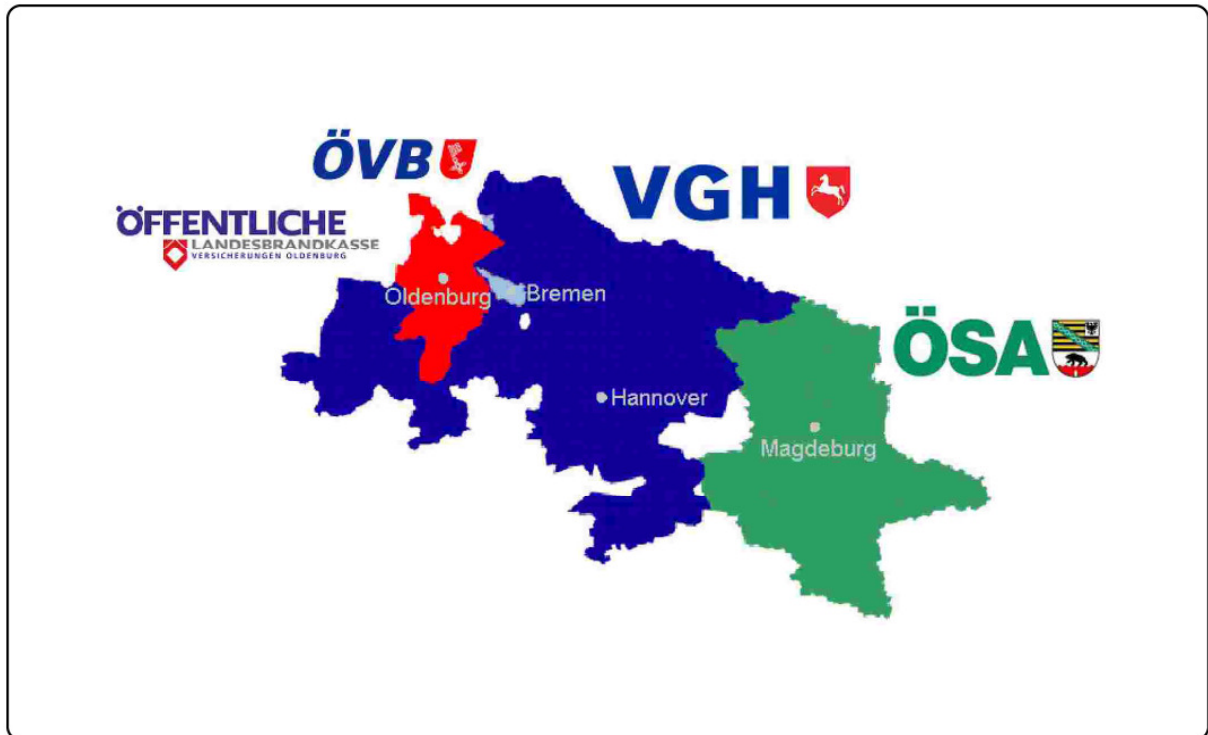 ÖVB
VGH
ÖFFENTLICHE
LANDESBRANDKASSE
VERSICHERUNGEN OLDENBURG
Oldenburg
Bremen
ÖSA
Hannover
Magdeburg